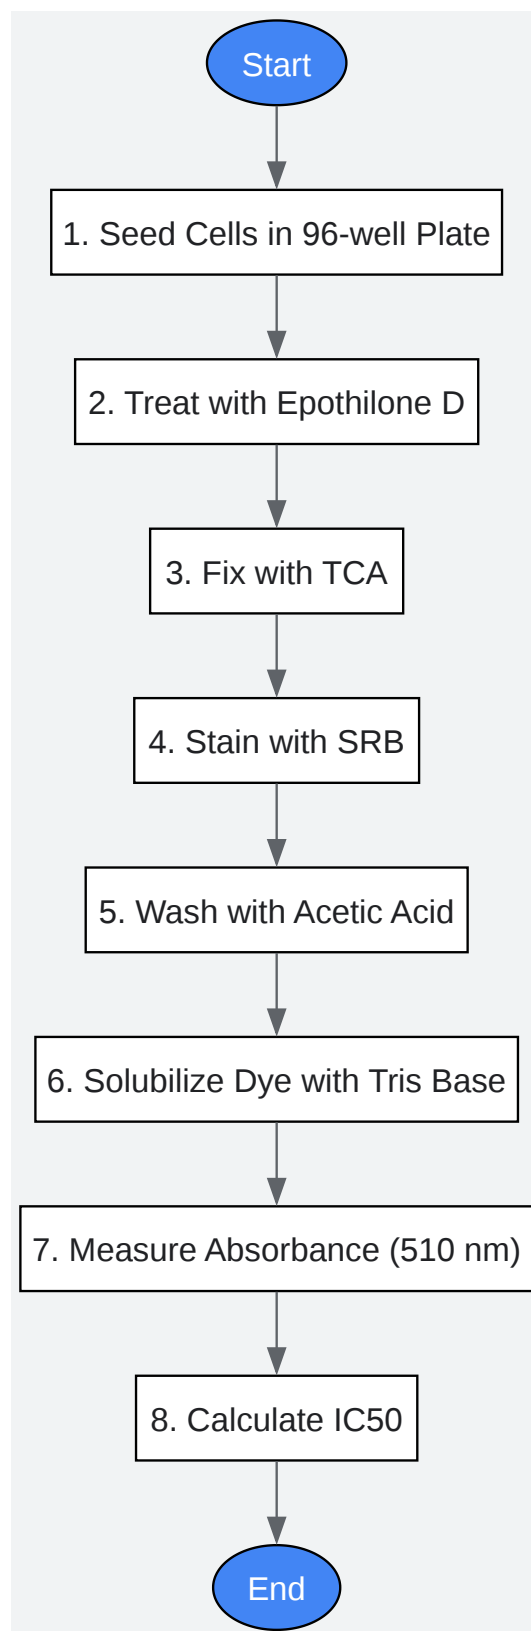 Start
1. Seed Cells in 96-well Plate
2. Treat with Epothilone D
3. Fix with TCA
4. Stain with SRB
5. Wash with Acetic Acid
6. Solubilize Dye with Tris Base
7. Measure Absorbance (510 nm)
8. Calculate IC50
End